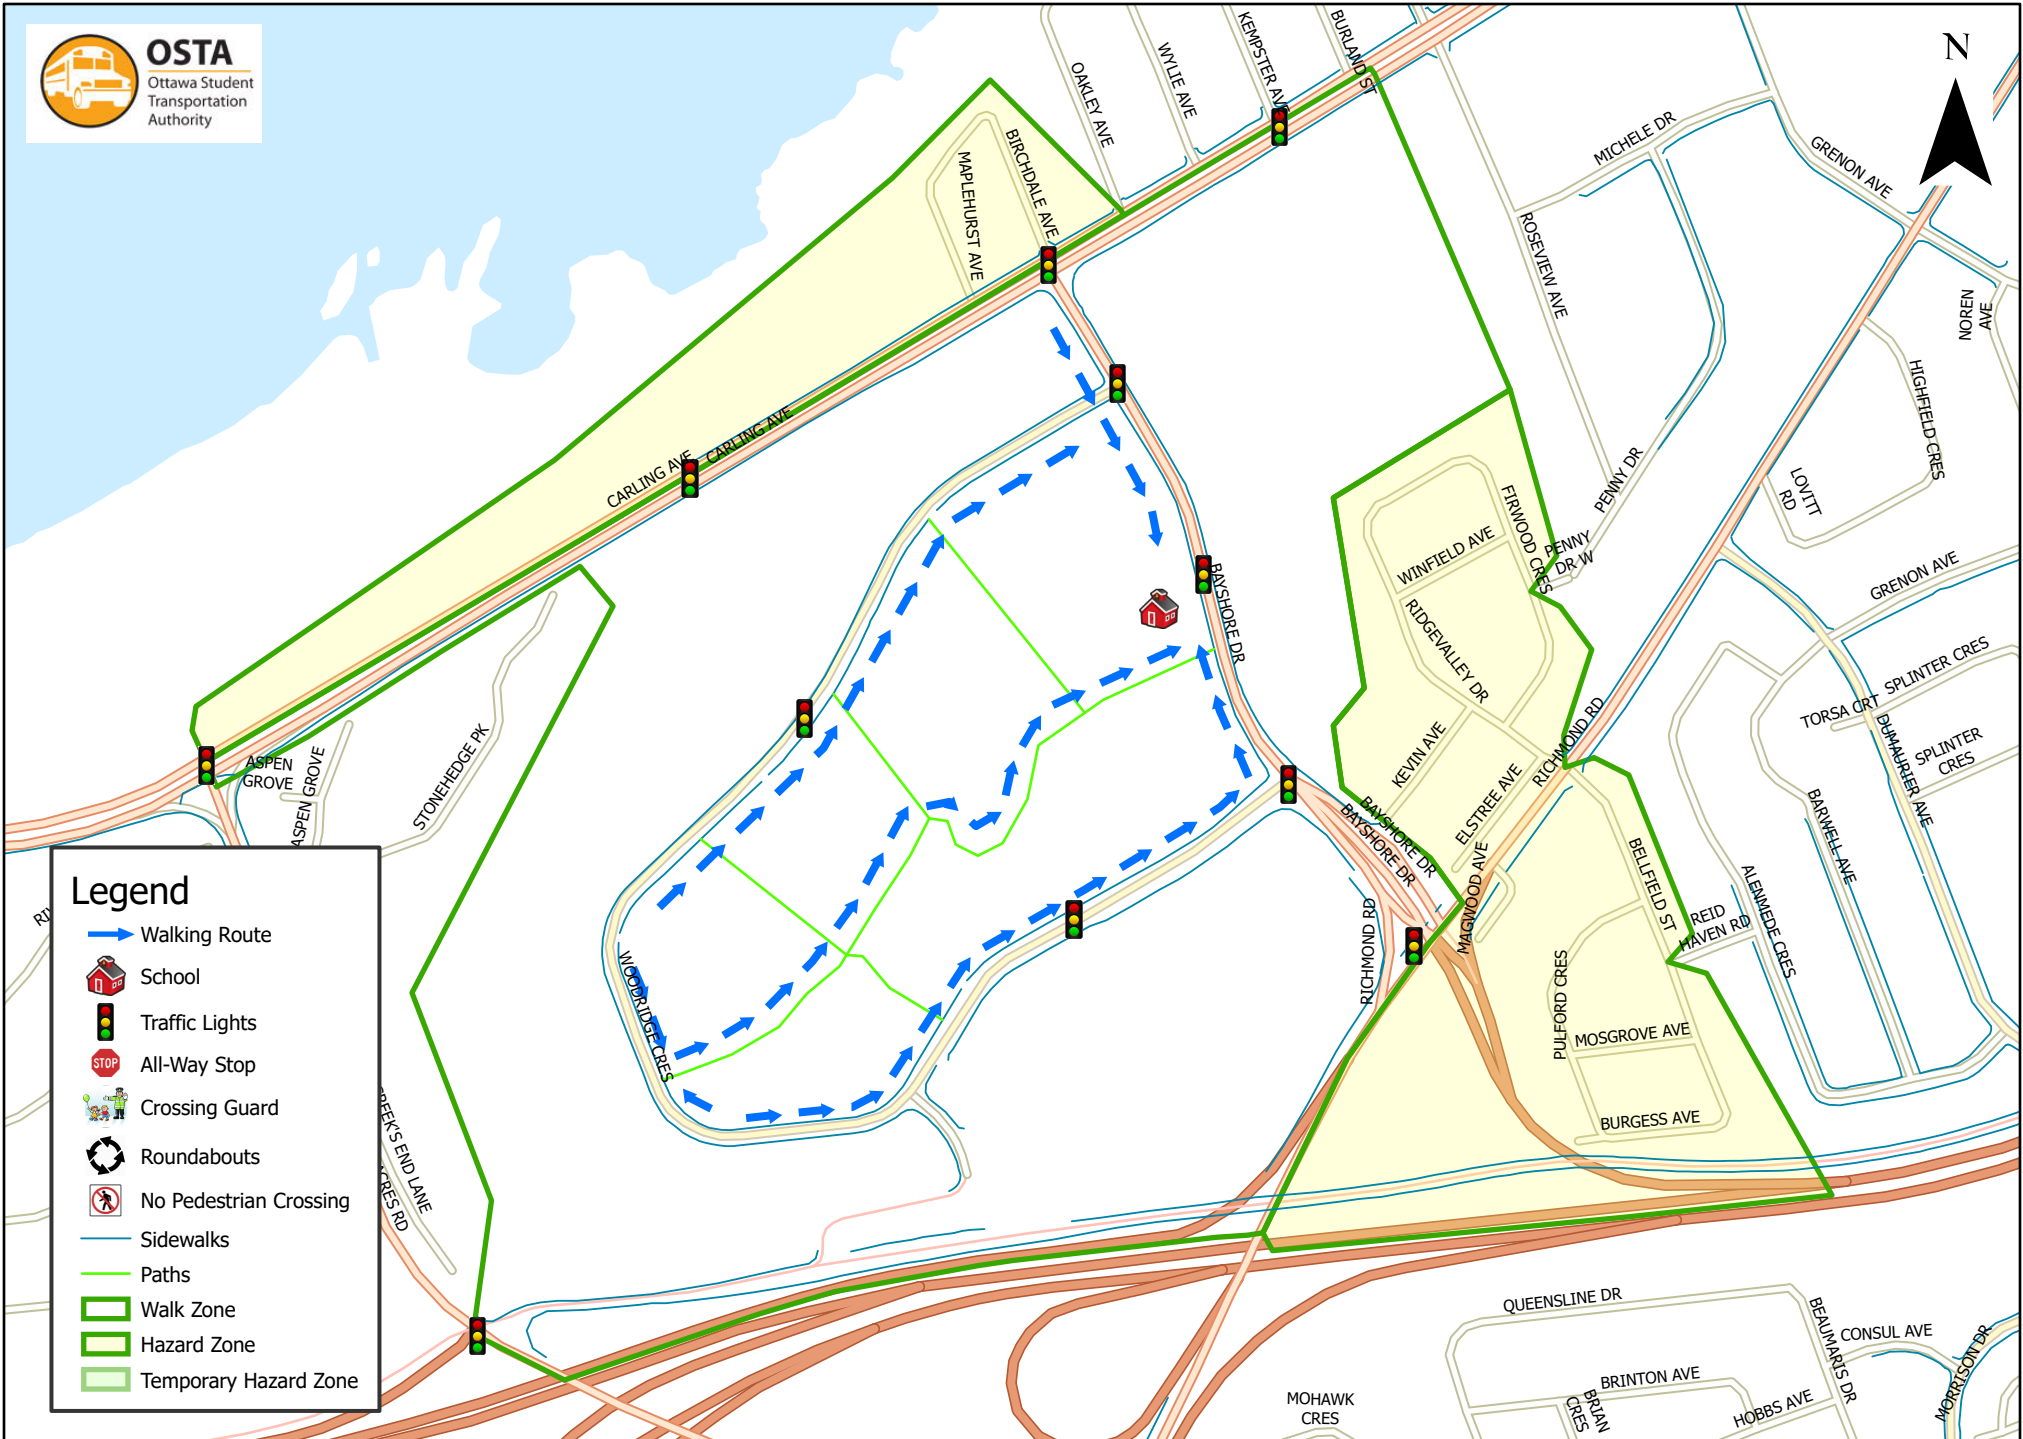 OSTA
Ottawa Student
Transportation
Authority
N
OAKLEY AVE
WYLIE AVE
KEMPSTER AVE
BURLAND ST
MICHELE DR
GRENON AVE
MAPLEHURST AVE
BIRCHDALE AVE
ROSEVIEW AVE
NOREN
AVE
HIGHFIELD CRES
CARLING AVE
CARLING AVE
PENNY DR
LOVITT
RD
FIRWOOD CRES
WINFIELD AVE
PENNY
DR W
GRENON AVE
BAYSHORE DR
RIDGEVALLEY DR
SPLINTER CRES
TORSA CRT
DUMAURIER AVE
SPLINTER
CRES
ASPEN
GROVE
ASPEN GROVE
STONEHEDGE PK
KEVIN AVE
RICHMOND RD
ELSTREE AVE
BAYSHORE DR
BAYSHORE DR
BARWELL AVE
MAGWOOD AVE
BELFIELD ST
ALENMEDE CRES
REID
HAVEN RD
RICHMOND RD
WOODRIDGE CRES
PULFORD CRES
MOSGROVE AVE
BURGESS AVE
ACRES RD
QUEENSLINE DR
BEAUMARIS DR
CONSUL AVE
MORRISON DR
BRINTON AVE
BRIAN
CRES
HOBBS AVE
MOHAWK
CRES
Legend
Walking Route
School
Traffic Lights
STOP
All-Way Stop
Crossing Guard
Roundabouts
No Pedestrian Crossing
Sidewalks
Paths
Walk Zone
Hazard Zone
Temporary Hazard Zone